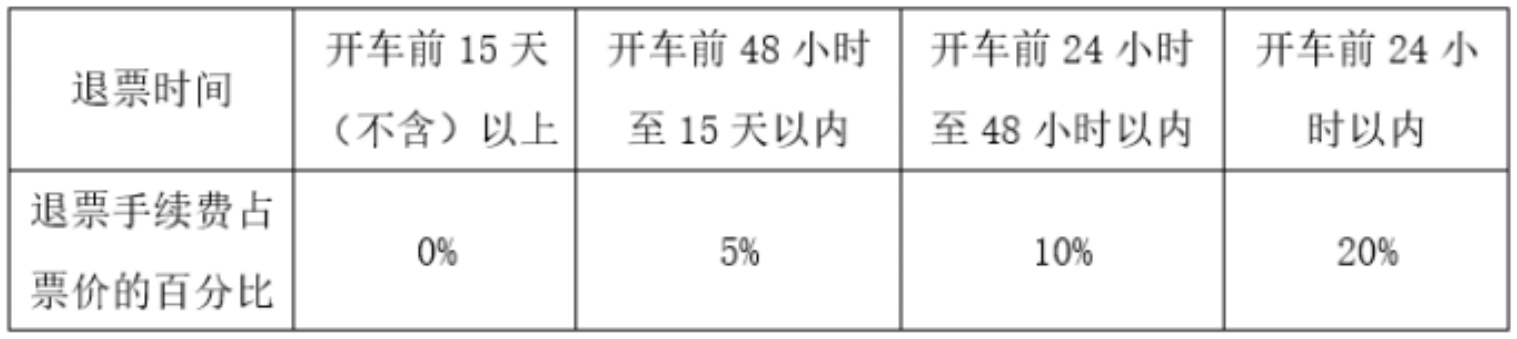 退票时间
开车前 15 天
（不含）以上
开车前 48 小时
至 15 天以内
开车前 24 小时
至 48 小时以内
开车前 24 小
时以内
退票手续费占
票价的百分比
0%
5%
10%
20%